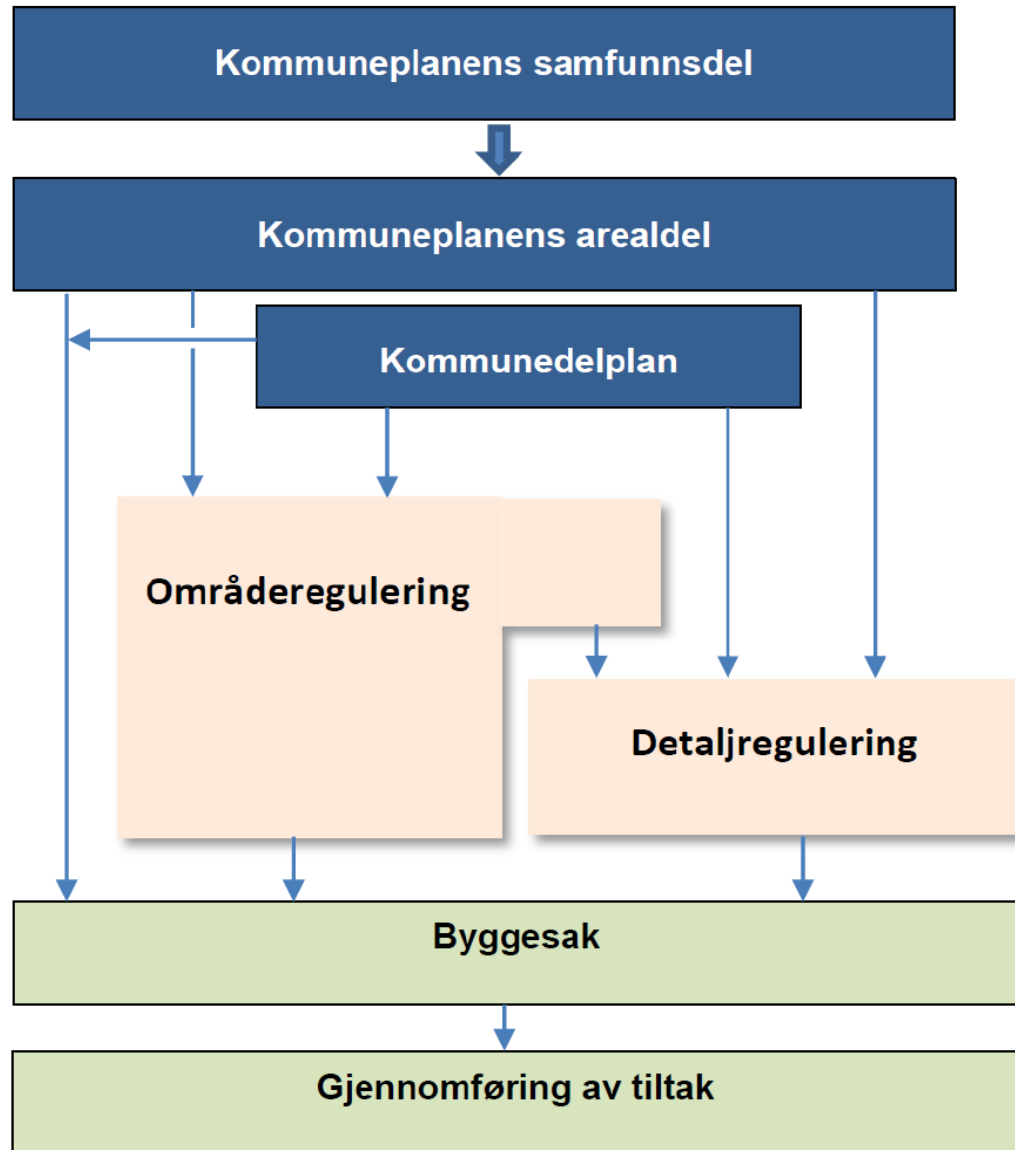 Kommuneplanens samfunnsdel
Kommuneplanens arealdel
Kommunedelplan
Områderegulering
Detaljregulering
Byggesak
Gjennomføring av tiltak